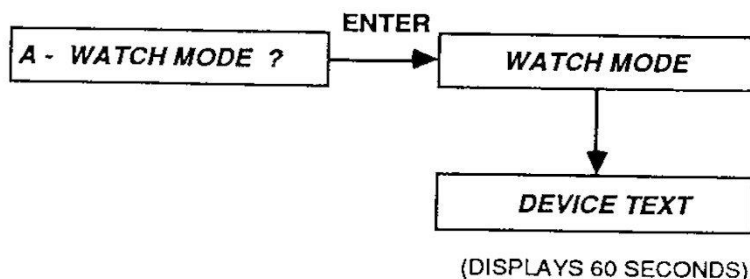 ENTER
A - WATCH MODE ?
WATCH MODE
DEVICE TEXT
(DISPLAYS 60 SECONDS)